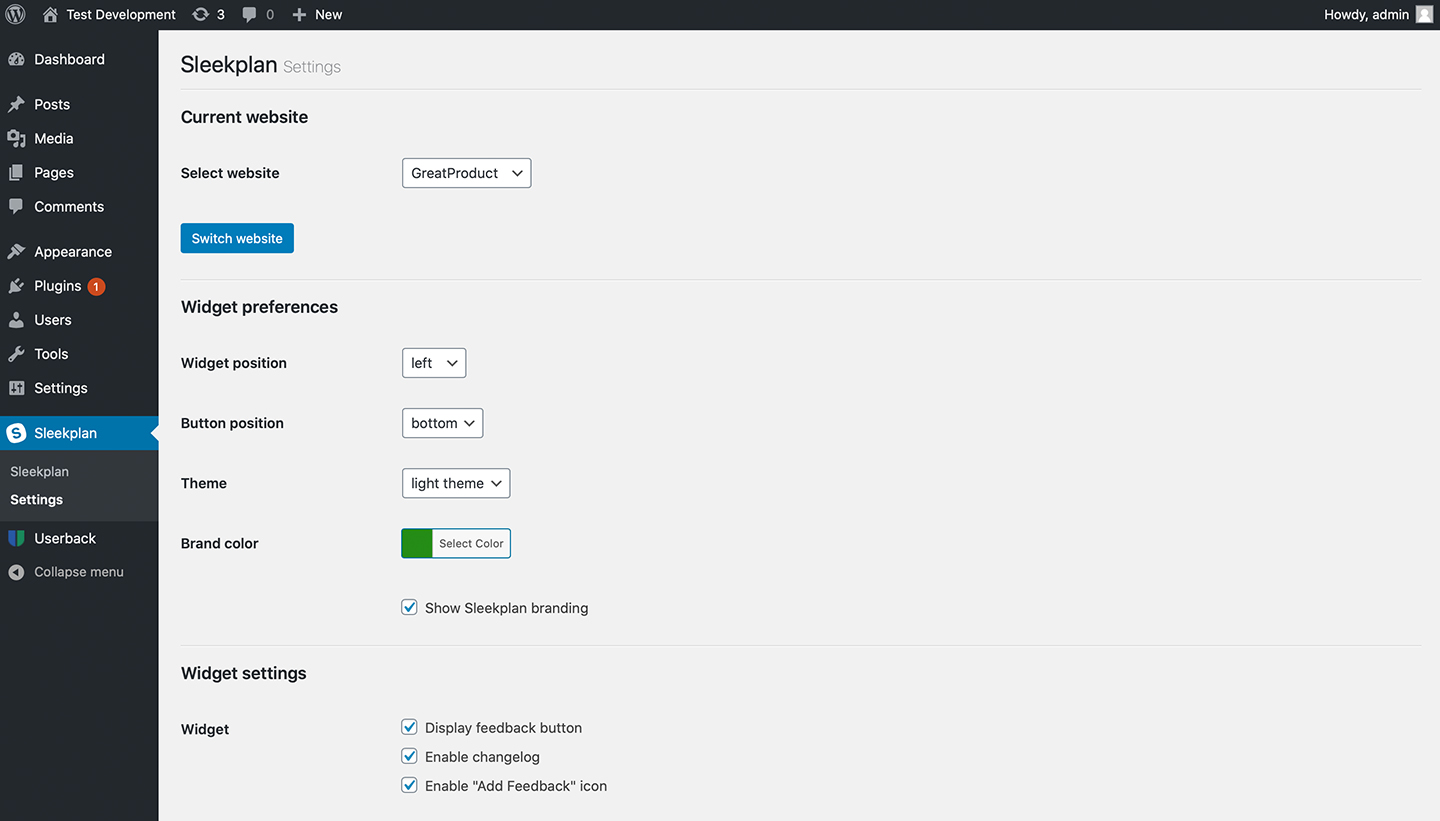 Test Development 3 0 New Howdy, admin
Dashboard
Posts
Media
Pages
Comments
Appearance
Plugins 1
Users
Tools
Settings
S Sleekplan
Sleekplan
Settings
Userback
Collapse menu
Sleekplan Settings
Current website
Select website GreatProduct
Switch website
Widget preferences
Widget position left
Button position bottom
Theme light theme
Brand color Select Color
Show Sleekplan branding
Widget settings
Widget Display feedback button
Enable changelog
Enable "Add Feedback" icon